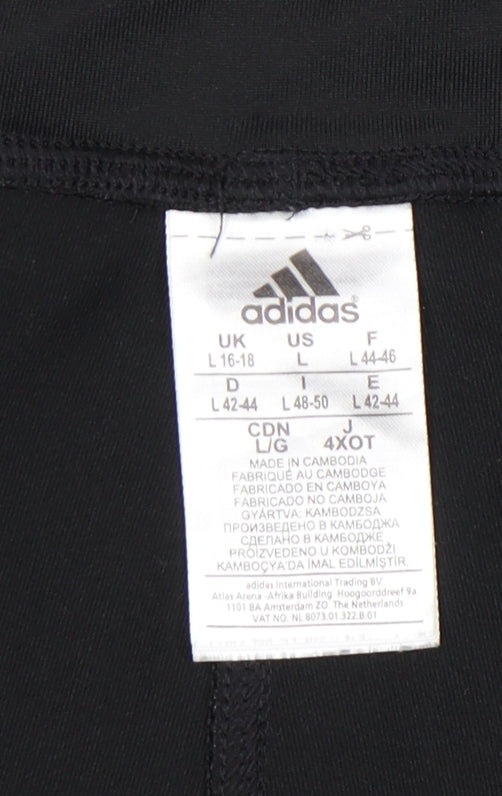 adidas®
UK US F
L 16-18 L L 44-46
D I E
L 42-44 L 48-50 L 42-44
CDN J
L/G 4XOT
MADE IN CAMBODIA
FABRIQUÉ AU CAMBODGE
FABRICADO EN CAMBOYA
FABRICADO NO CAMBOJA
GYÁRTVA: KAMBODZSA
ПРОИЗВЕДЕНО В КАМБОДЖА
СДЕЛАНО В КАМБОДЖЕ
PROIZVEDENO U KOMBODŽI
KAMBOÇYA'DA İMAL EDİLMİŞTİR.
adidas International Trading BV
Atlas Arena -Afrika Building Hoogoorddreef 9a
1101 BA Amsterdam ZO The Netherlands
VAT NO. NL 8073.01.322.B.01